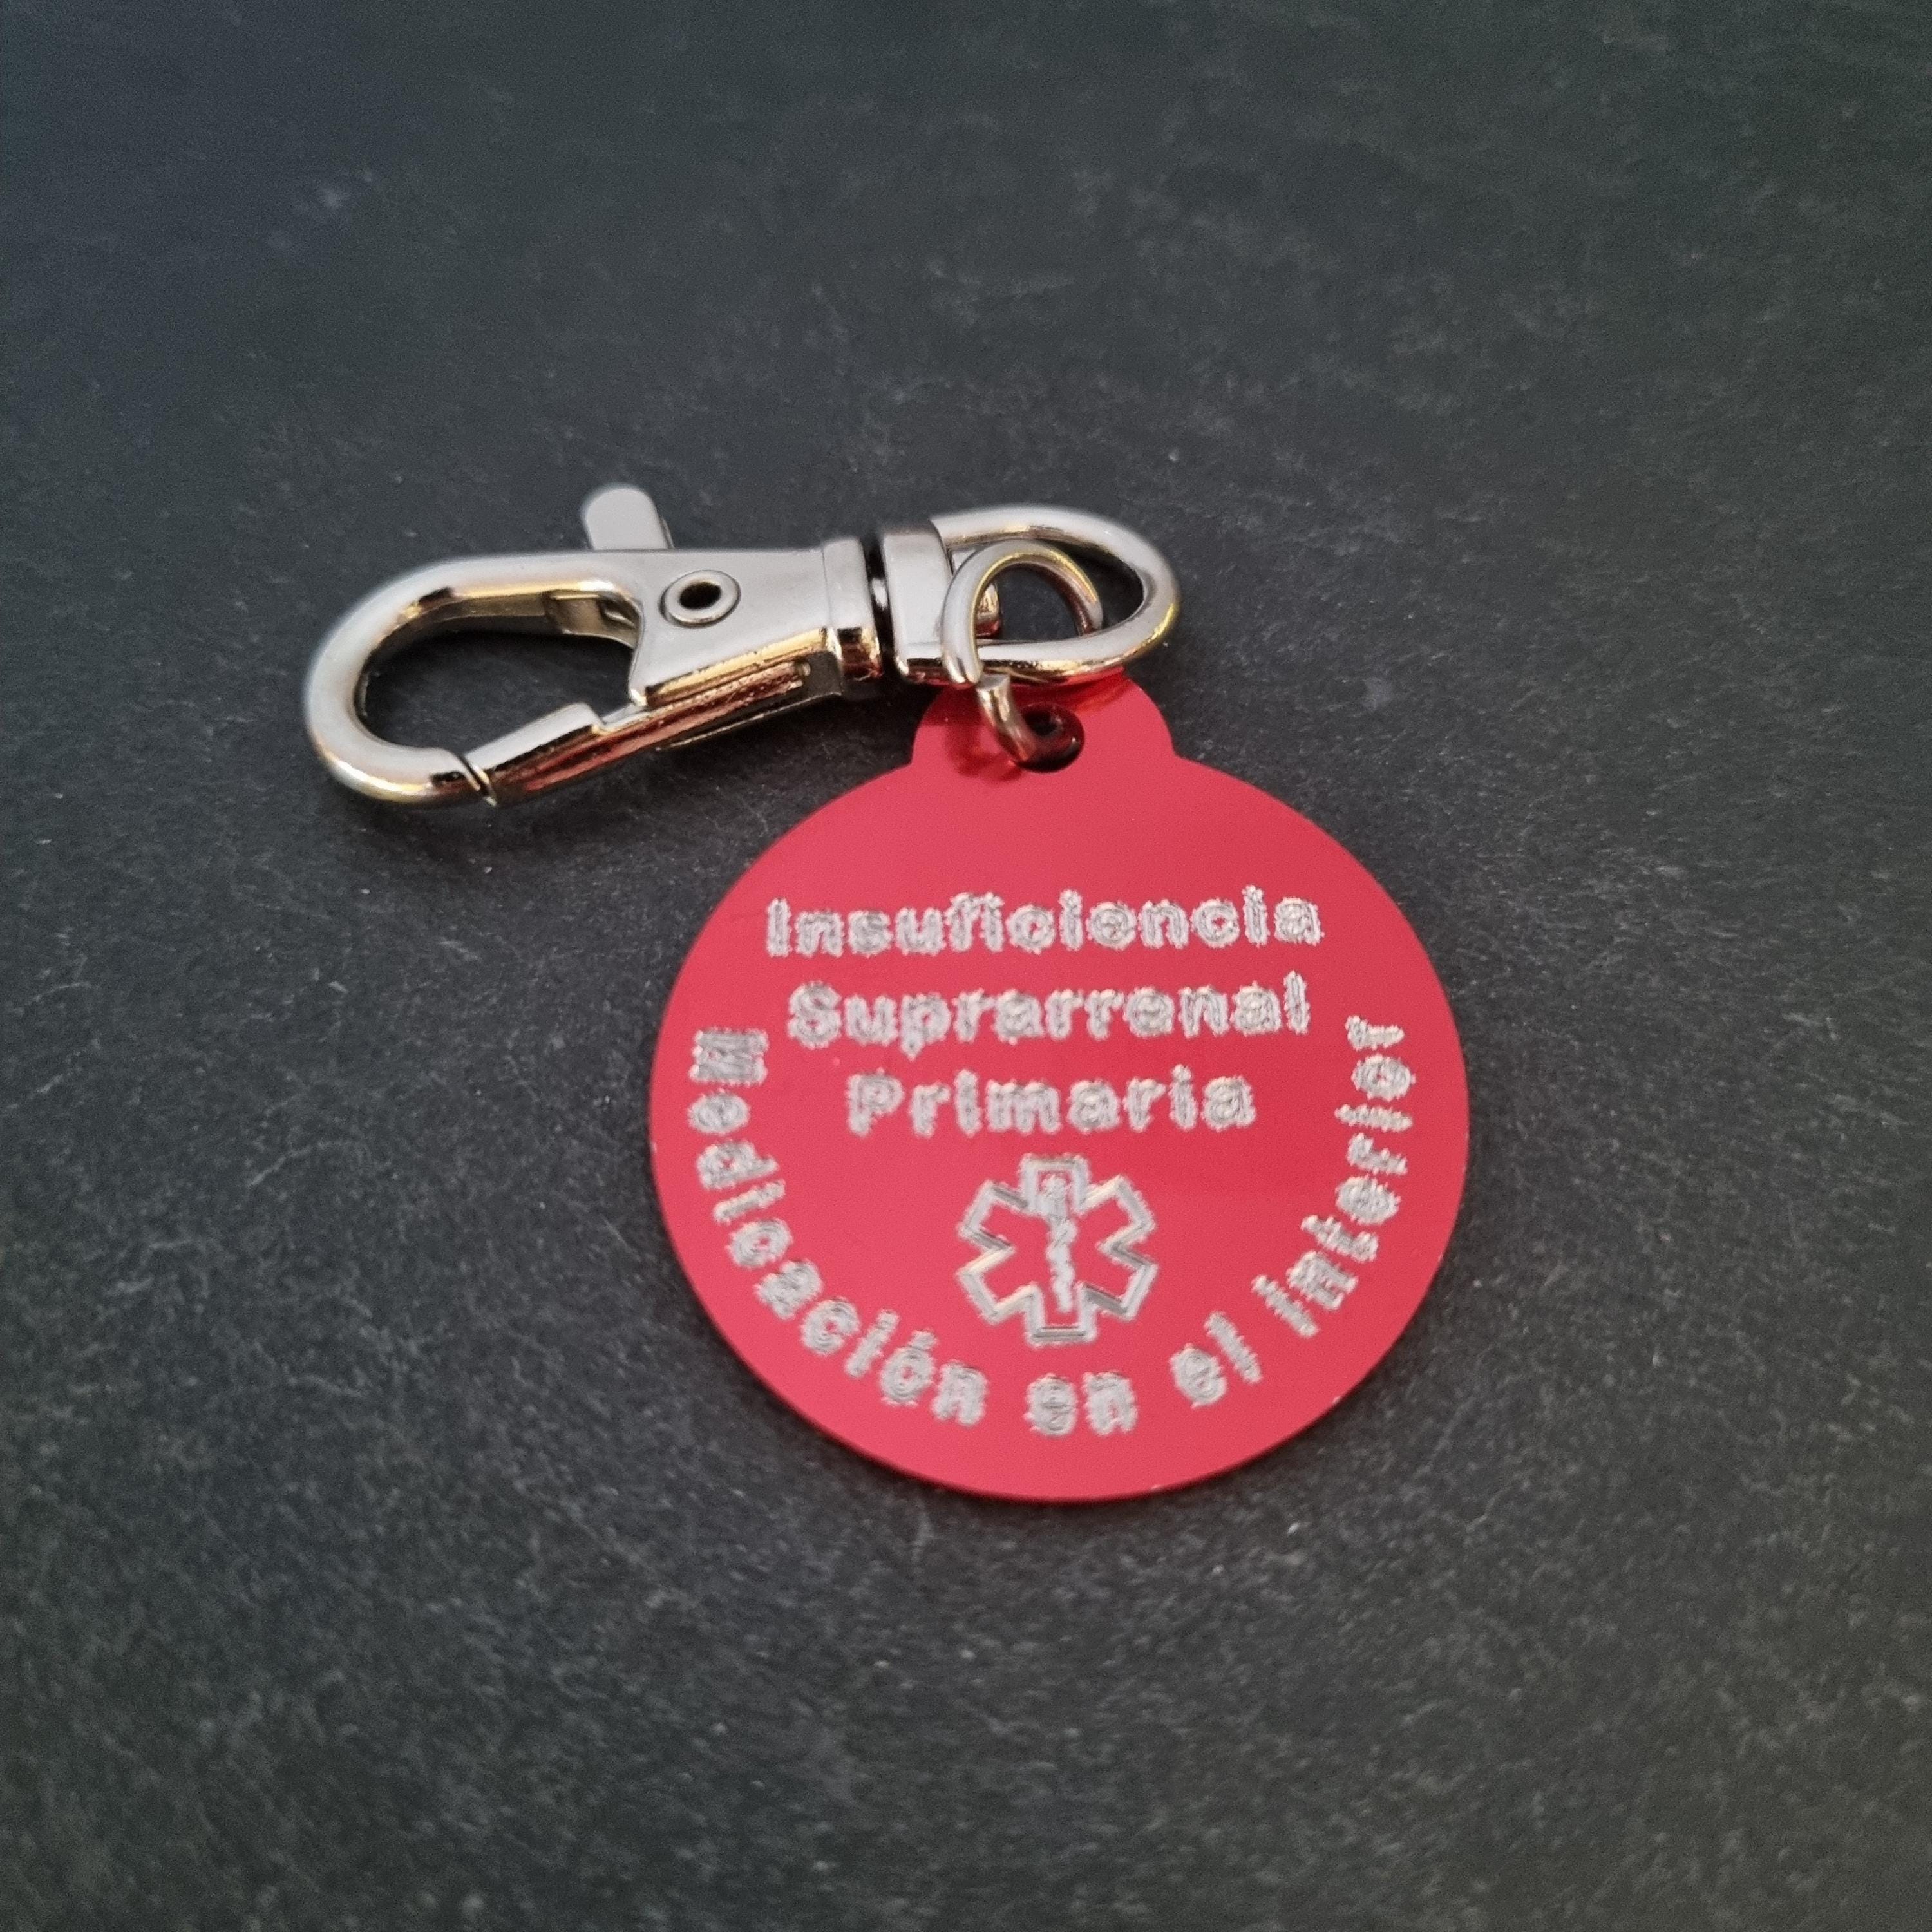 Insuficiencia
Suprarrenal
Primaria
Medicación en el interior